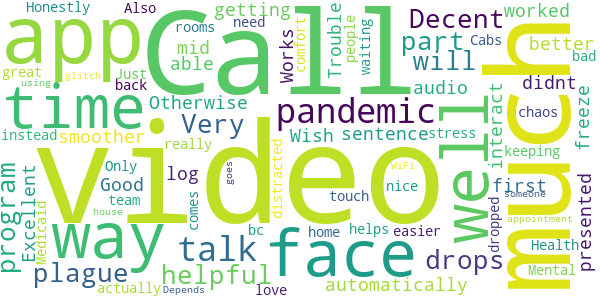 Honestly
Also
rooms
need
getting
app
Call
mid
people
great
Just
able
back
time
Otherwise
Works
comfort
Trouble
waiting
Decent
Cabs
worked
part
will
better
bad
audio
didnt
glitch
using
instead
smoother
Very
pandemic
Wish
sentence
stress
chaos
keeping
interact
freeze
well
much
video
really
log
Only
distracted
WiFi
nice
drops
first
someone
presented
program
Excellent
Medicaid
Good
team
way
comes
goes
talk
face
touch
dropped
appointment
house
bc
home
helps
easier
Health
Mental
plague
actually
Depends
helpful
love
automatically